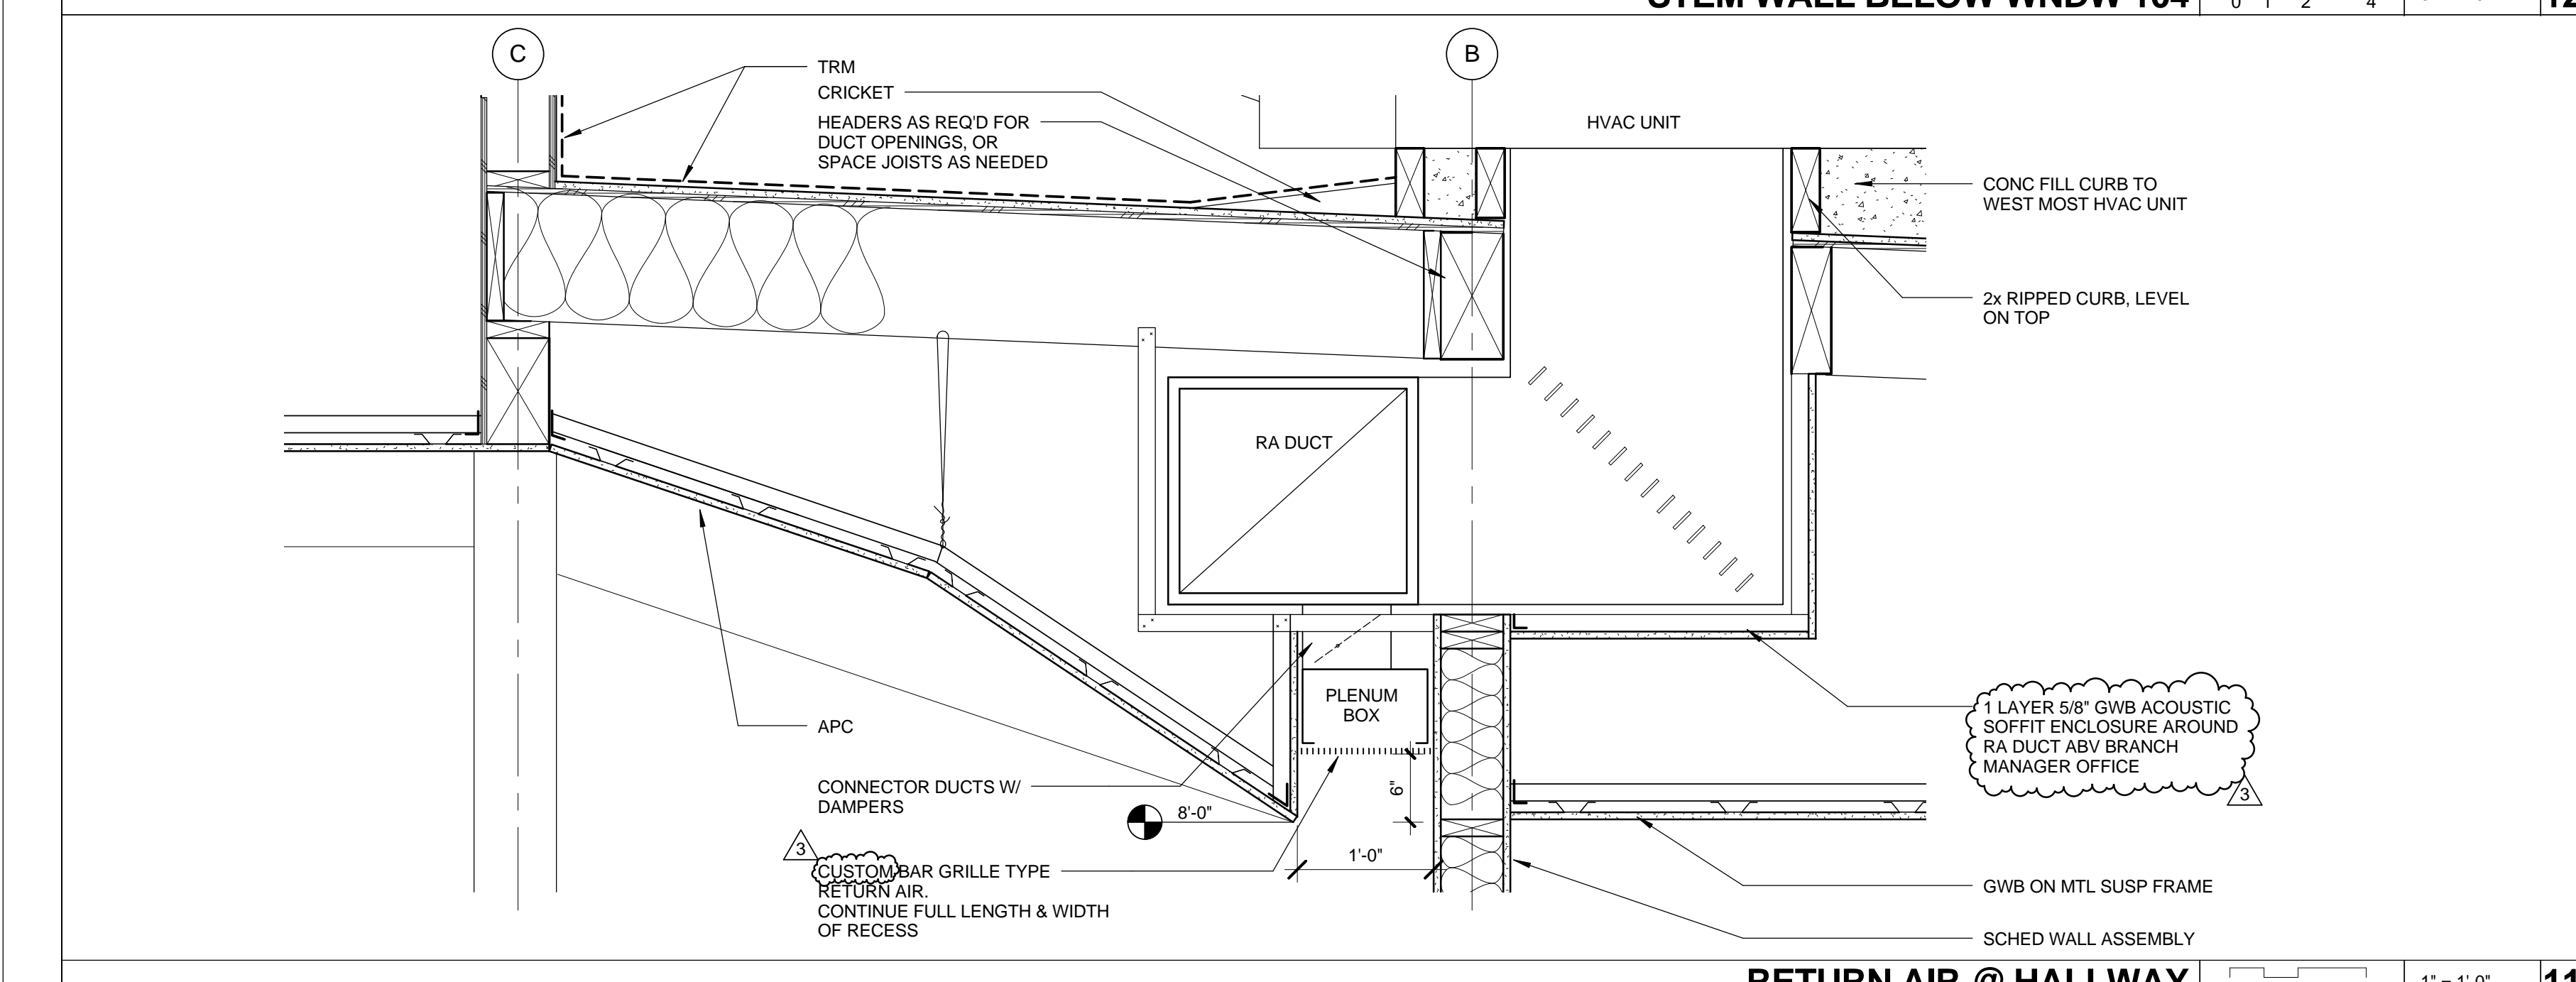 STEM WALL BELOW WNDW 104
0 1 2 4
12
C
B
TRM
CRICKET
HEADERS AS REQ'D FOR
DUCT OPENINGS, OR
SPACE JOISTS AS NEEDED
HVAC UNIT
CONC FILL CURB TO
WEST MOST HVAC UNIT
2x RIPPED CURB, LEVEL
ON TOP
RA DUCT
PLENUM
BOX
1 LAYER 5/8" GWB ACOUSTIC
SOFFIT ENCLOSURE AROUND
RA DUCT ABV BRANCH
MANAGER OFFICE
3
APC
CONNECTOR DUCTS W/
DAMPERS
8'-0"
6"
1'-0"
3
CUSTOM BAR GRILLE TYPE
RETURN AIR.
CONTINUE FULL LENGTH & WIDTH
OF RECESS
GWB ON MTL SUSP FRAME
SCHED WALL ASSEMBLY
RETURN AIR @ HALLWAY
1" = 1'-0"
11